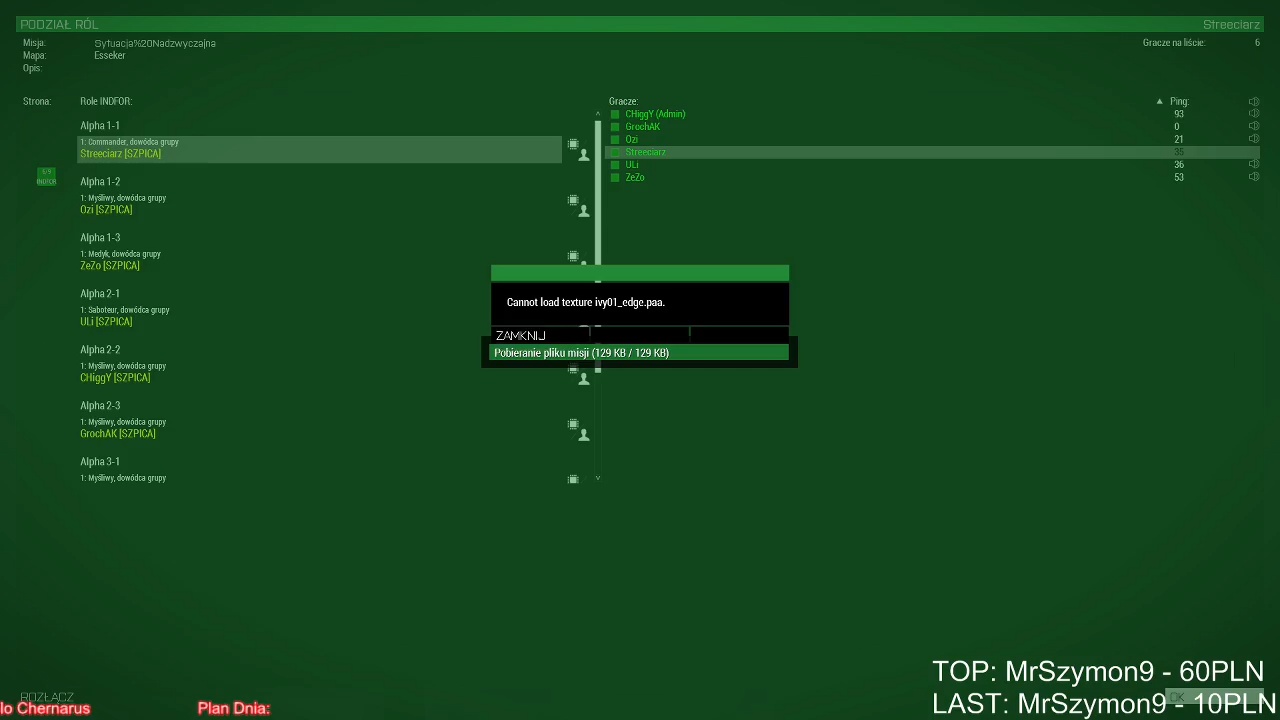 PODZIAŁ RÓL
Streeciarz
Misja: Sytuacja%20Nadzwyczajna
Gracze na liście: 6
Mapa: Esseker
Opis:
Strona:
Role INDFOR:
Gracze:
Ping:
Alpha 1-1
1: Commander, dowódca grupy
Streeciarz [SZPICA]
INDFOR
Alpha 1-2
1: Myśliwy, dowódca grupy
Ozi [SZPICA]
Alpha 1-3
1: Medyk, dowódca grupy
ZeZo [SZPICA]
Alpha 2-1
1: Saboteur, dowódca grupy
ULi [SZPICA]
Alpha 2-2
1: Myśliwy, dowódca grupy
CHiggY [SZPICA]
Alpha 2-3
1: Myśliwy, dowódca grupy
GrochAK [SZPICA]
Alpha 3-1
1: Myśliwy, dowódca grupy
CHiggY (Admin) 93
GrochAK 0
Ozi 21
Streeciarz 35
ULi 36
ZeZo 53
Cannot load texture ivy01_edge.paa.
ZAMKNIJ
Pobieranie pliku misji (129 KB / 129 KB)
TOP: MrSzymon9 - 60PLN
LAST: MrSzymon9 - 10PLN
ROZŁĄCZ
OK
lo Chernarus
Plan Dnia: